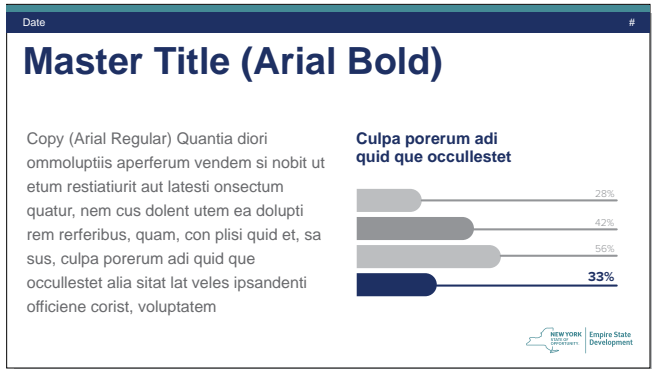 Date
#
Master Title (Arial Bold)
Copy (Arial Regular) Quantia diori
ommoluptiis aperferum vendem si nobit ut
etum restiatiurit aut latesti onsectum
quatur, nem cus dolent utem ea dolupti
rem rerferibus, quam, con plisi quid et, sa
sus, culpa porerum adi quid que
occullestet alia sitat lat veles ipsandenti
officiene corist, voluptatem
Culpa porerum adi
quid que occullestet
28%
42%
56%
33%
NEW YORK
STATE OF
OPPORTUNITY.
Empire State
Development